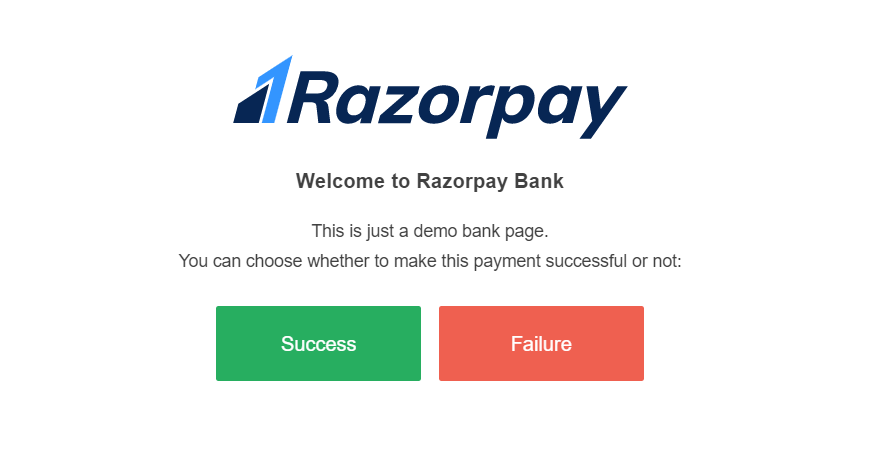 Razorpay
Welcome to Razorpay Bank
This is just a demo bank page.
You can choose whether to make this payment successful or not:
Success
Failure